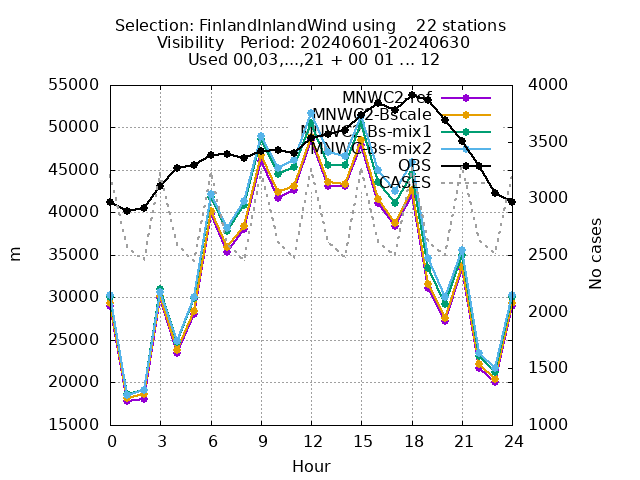 Selection: FinlandInlandWind using    22 stations
Visibility   Period: 20240601-20240630
Used 00,03,...,21 + 00 01 ... 12
55000
50000
45000
40000
35000
30000
25000
20000
15000
m
4000
3500
3000
2500
2000
1500
1000
No cases
MNWC2-ref
MNWC2-Bscale
MNWC2-Bs-mix1
MNWC-Bs-mix2
OBS
CASES
0 3 6 9 12 15 18 21 24
Hour